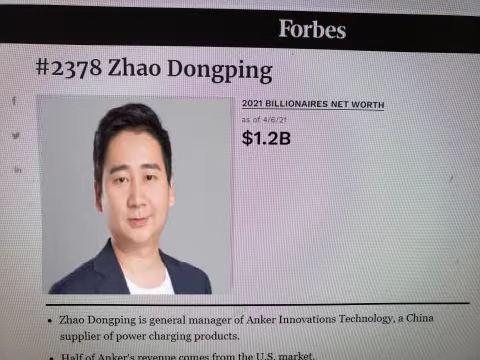 Forbes
#2378 Zhao Dongping
2021 BILLIONAIRES NET WORTH
as of 4/6/21
$1.2B
• Zhao Dongping is general manager of Anker Innovations Technology, a China
supplier of power charging products.
• Half of Anker's revenue comes from the U.S. market.